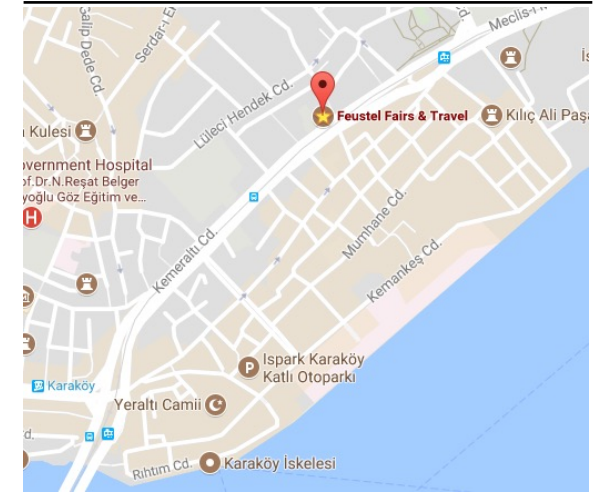 Galip Dede Cd.
Serdar-ı E
Meclis-i
Lüleci Hendek Cd.
Feustel Fairs & Travel
Kılıç Ali Paşa
Kulesi
overnment Hospital
of.Dr.N.Reşat Belger
yoğlu Göz Eğitim ve...
H
Mumhane Cd.
Kemankeş Cd.
Kemeraltı Cd.
P
Ispark Karaköy
Katlı Otoparkı
Karaköy
Yeraltı Camii
Rıhtım Cd.
Karaköy İskelesi